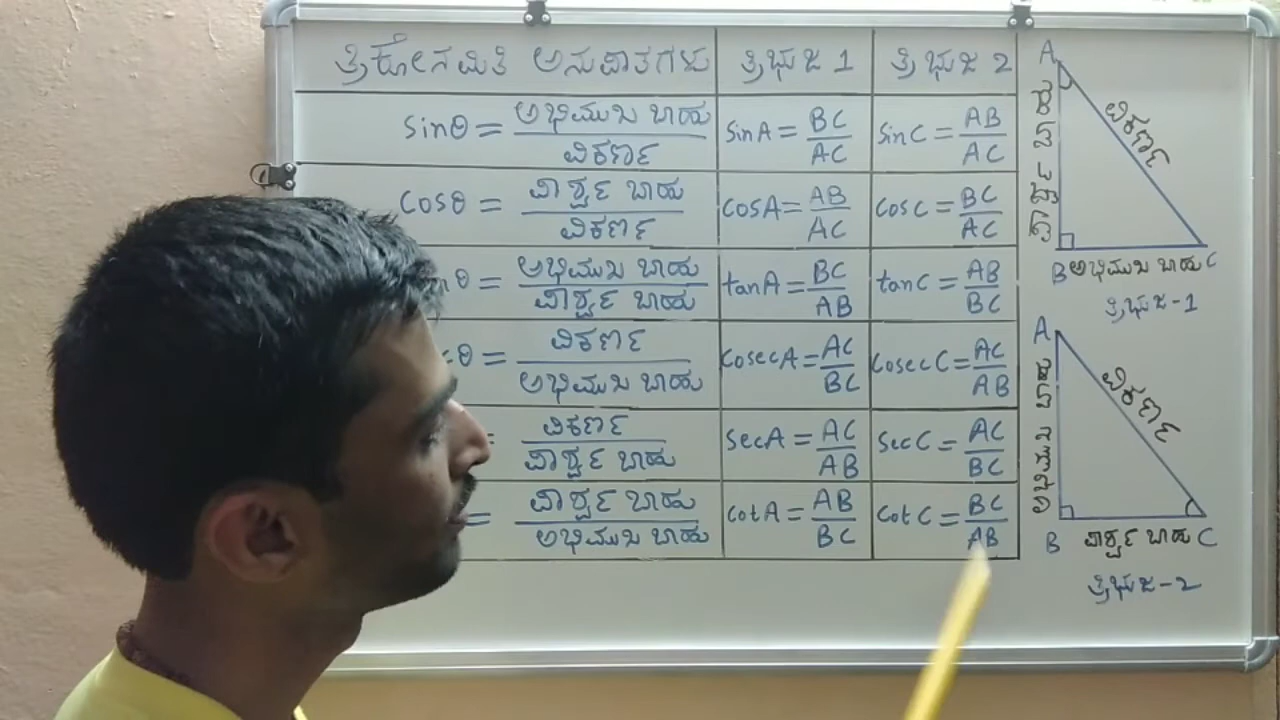 ತ್ರಿಕೋನಮಿತಿ ಅನುಪಾತಗಳು ತ್ರಿಭುಜ 1 ತ್ರಿಭುಜ 2
sinθ = ಅಭಿಮುಖ ಬಾಹು / ವಿಕರ್ಣ sinA = BC / AC sinC = AB / AC
cosθ = ಪಾರ್ಶ್ವ ಬಾಹು / ವಿಕರ್ಣ cosA = AB / AC cosC = BC / AC
nθ = ಅಭಿಮುಖ ಬಾಹು / ಪಾರ್ಶ್ವ ಬಾಹು tanA = BC / AB tanC = AB / BC
cθ = ವಿಕರ್ಣ / ಅಭಿಮುಖ ಬಾಹು cosecA = AC / BC cosecC = AC / AB
= ವಿಕರ್ಣ / ಪಾರ್ಶ್ವ ಬಾಹು secA = AC / AB secC = AC / BC
= ಪಾರ್ಶ್ವ ಬಾಹು / ಅಭಿಮುಖ ಬಾಹು cotA = AB / BC cotC = BC / AB
A
ಪಾರ್ಶ್ವ ಬಾಹು
ವಿಕರ್ಣ
B ಅಭಿಮುಖ ಬಾಹು C
ತ್ರಿಭುಜ-1
A
ಅಭಿಮುಖ ಬಾಹು
ವಿಕರ್ಣ
B ಪಾರ್ಶ್ವ ಬಾಹು C
ತ್ರಿಭುಜ-2